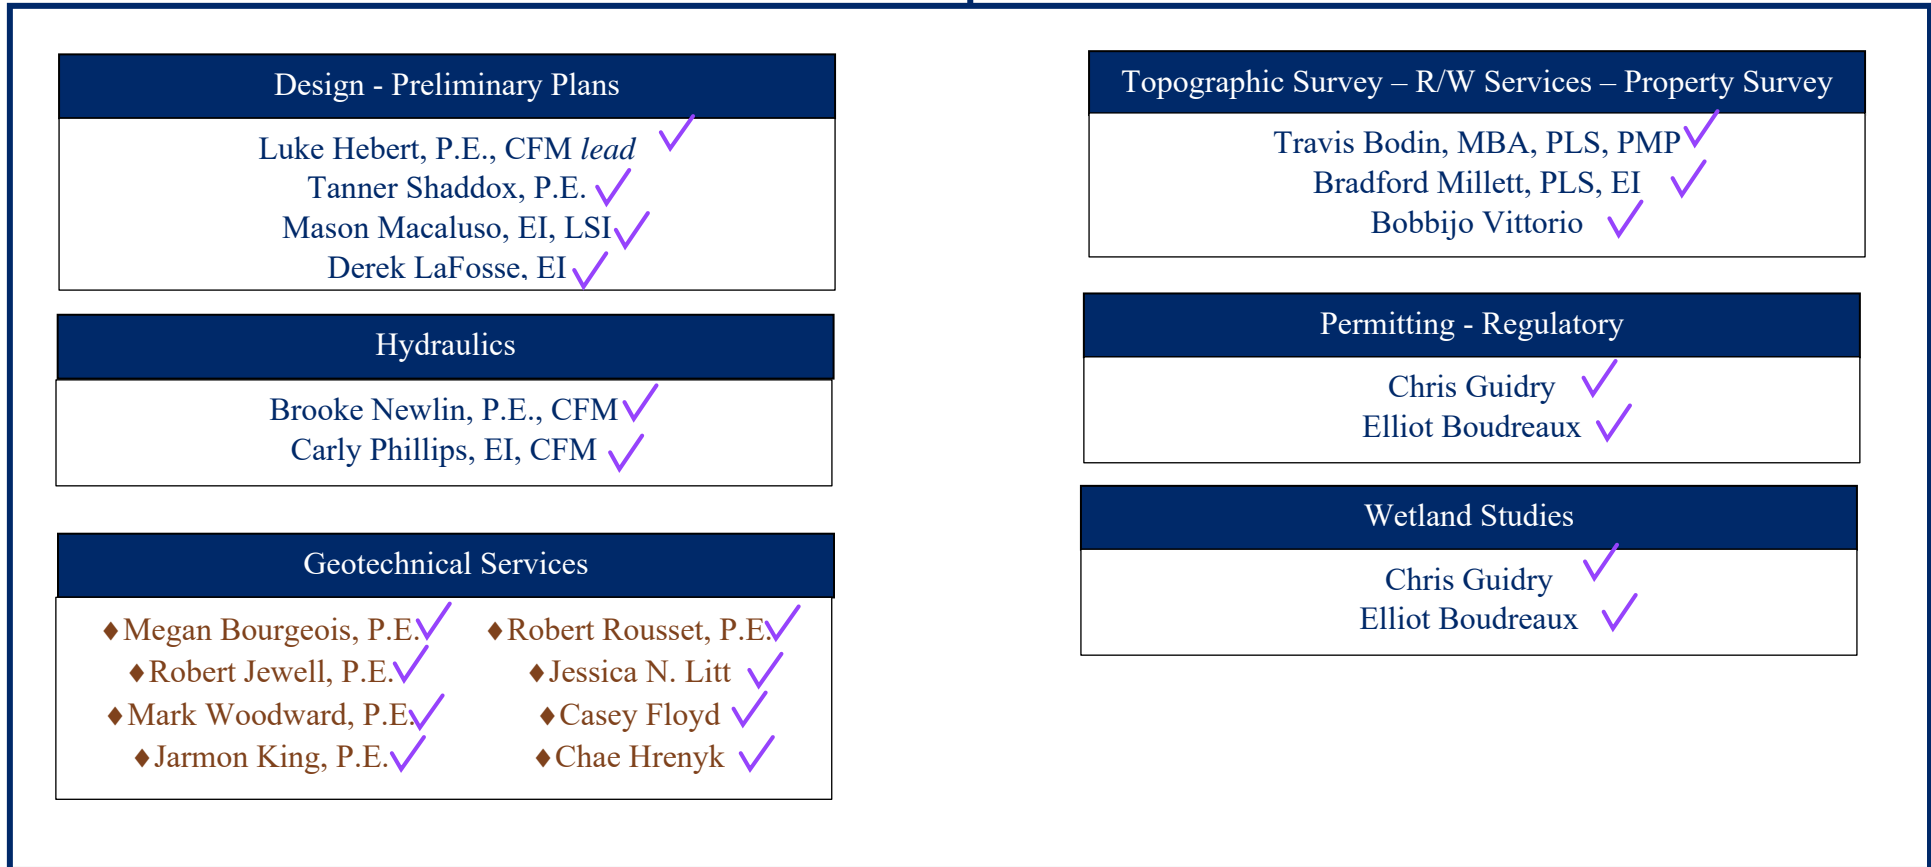 Design - Preliminary Plans
Luke Hebert, P.E., CFM lead
Tanner Shaddox, P.E.
Mason Macaluso, EI, LSI
Derek LaFosse, EI
Hydraulics
Brooke Newlin, P.E., CFM
Carly Phillips, EI, CFM
Geotechnical Services
♦Megan Bourgeois, P.E.
♦Robert Jewell, P.E.
♦Mark Woodward, P.E.
♦Jarmon King, P.E.
♦Robert Rousset, P.E.
♦Jessica N. Litt
♦Casey Floyd
♦Chae Hrenyk
Topographic Survey – R/W Services – Property Survey
Travis Bodin, MBA, PLS, PMP
Bradford Millett, PLS, EI
Bobbijo Vittorio
Permitting - Regulatory
Chris Guidry
Elliot Boudreaux
Wetland Studies
Chris Guidry
Elliot Boudreaux